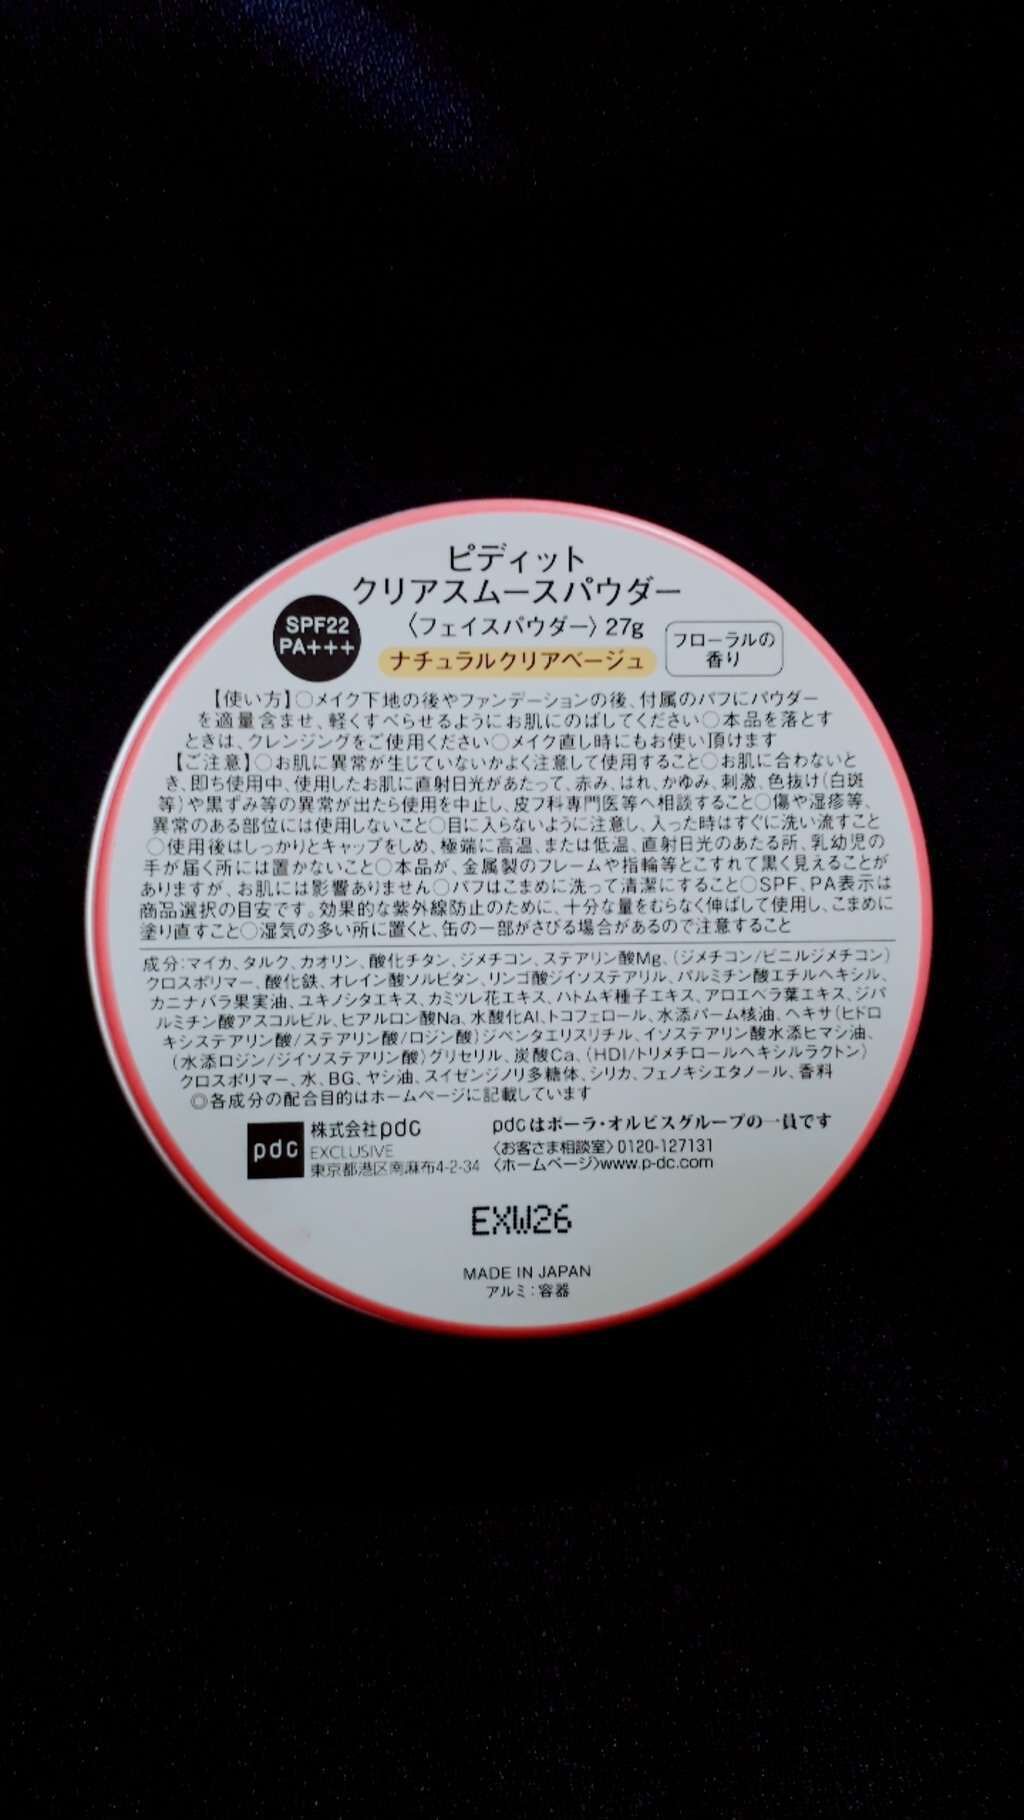 ピディット
クリアスムースパウダー
SPF22
PA+++
〈フェイスパウダー〉27g
ナチュラルクリアベージュ
フローラルの
香り
【使い方】○メイク下地の後やファンデーションの後、付属のパフにパウダー
を適量含ませ、軽くすべらせるようにお肌にのばしてください○本品を落とす
ときは、クレンジングをご使用ください○メイク直し時にもお使い頂けます
【ご注意】○お肌に異常が生じていないかよく注意して使用すること○お肌に合わないと
き、即ち使用中、使用したお肌に直射日光があたって、赤み、はれ、かゆみ、刺激、色抜け（白斑
等）や黒ずみ等の異常が出たら使用を中止し、皮フ科専門医等へ相談すること○傷や湿疹等、
異常のある部位には使用しないこと○目に入らないように注意し、入った時はすぐに洗い流すこと
○使用後はしっかりとキャップをしめ、極端に高温、または低温、直射日光のあたる所、乳幼児の
手が届く所には置かないこと○本品が、金属製のフレームや指輪等とこすれて黒く見えることが
ありますが、お肌には影響ありません○パフはこまめに洗って清潔にすること○SPF、PA表示は
商品選択の目安です。効果的な紫外線防止のために、十分な量をむらなく伸ばして使用し、こまめに
塗り直すこと○湿気の多い所に置くと、缶の一部がさびる場合があるので注意すること
成分：マイカ、タルク、カオリン、酸化チタン、ジメチコン、ステアリン酸Mg、（ジメチコン/ビニルジメチコン）
クロスポリマー、酸化鉄、オレイン酸ソルビタン、リンゴ酸ジイソステアリル、パルミチン酸エチルヘキシル、
カニナバラ果実油、ユキノシタエキス、カミツレ花エキス、ハトムギ種子エキス、アロエベラ葉エキス、ジパ
ルミチン酸アスコルビル、ヒアルロン酸Na、水酸化Al、トコフェロール、水添パーム核油、ヘキサ（ヒドロ
キシステアリン酸/ステアリン酸/ロジン酸）ジペンタエリスリチル、イソステアリン酸水添ヒマシ油、
（水添ロジン/ジイソステアリン酸）グリセリル、炭酸Ca、（HDI/トリメチロールヘキシルラクトン）
クロスポリマー、水、BG、ヤシ油、スイゼンジノリ多糖体、シリカ、フェノキシエタノール、香料
◎各成分の配合目的はホームページに記載しています
pdc
株式会社pdc
EXCLUSIVE
東京都港区南麻布4-2-34
pdcはポーラ・オルビスグループの一員です
〈お客さま相談室〉0120-127131
〈ホームページ〉www.p-dc.com
EXW26
MADE IN JAPAN
アルミ：容器